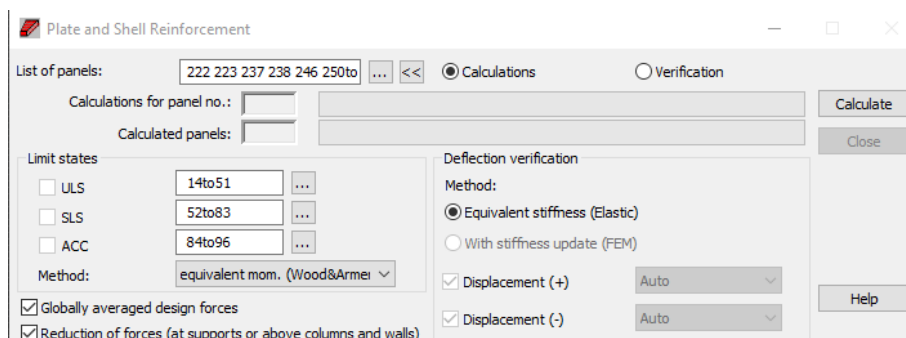 Plate and Shell Reinforcement
List of panels: 222 223 237 238 246 250to ... << Calculations Verification
Calculations for panel no.: Calculate
Calculated panels: Close
Limit states Deflection verification
ULS 14to51 ... Method:
SLS 52to83 ... Equivalent stiffness (Elastic)
ACC 84to96 ... With stiffness update (FEM)
Method: equivalent mom. (Wood&Armer Displacement (+) Auto
Globally averaged design forces Help
Reduction of forces (at supports or above columns and walls) Displacement (-) Auto